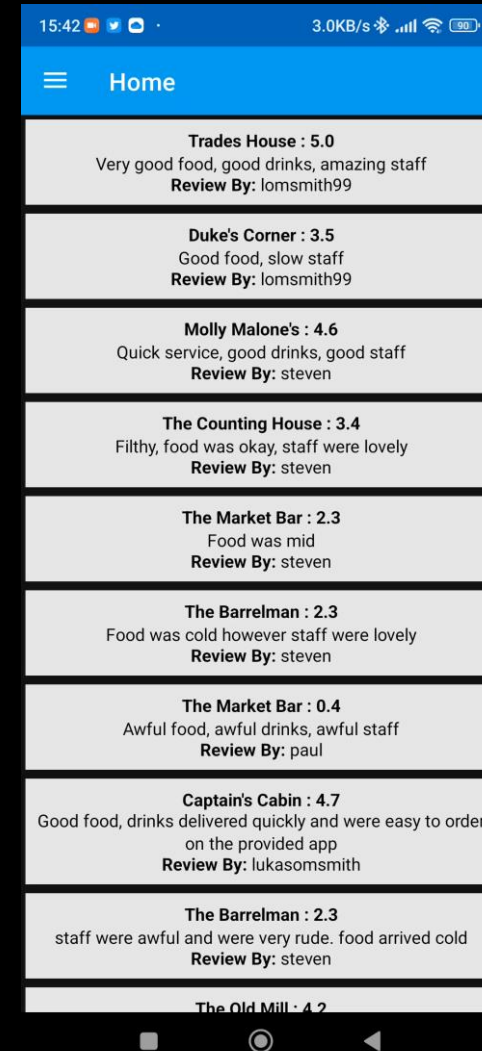 15:42 3.0KB/s 90
Home
Trades House : 5.0
Very good food, good drinks, amazing staff
Review By: lomsmith99
Duke's Corner : 3.5
Good food, slow staff
Review By: lomsmith99
Molly Malone's : 4.6
Quick service, good drinks, good staff
Review By: steven
The Counting House : 3.4
Filthy, food was okay, staff were lovely
Review By: steven
The Market Bar : 2.3
Food was mid
Review By: steven
The Barrelman : 2.3
Food was cold however staff were lovely
Review By: steven
The Market Bar : 0.4
Awful food, awful drinks, awful staff
Review By: paul
Captain's Cabin : 4.7
Good food, drinks delivered quickly and were easy to order
on the provided app
Review By: lukasomsmith
The Barrelman : 2.3
staff were awful and were very rude. food arrived cold
Review By: steven
The Old Mill : 4.2